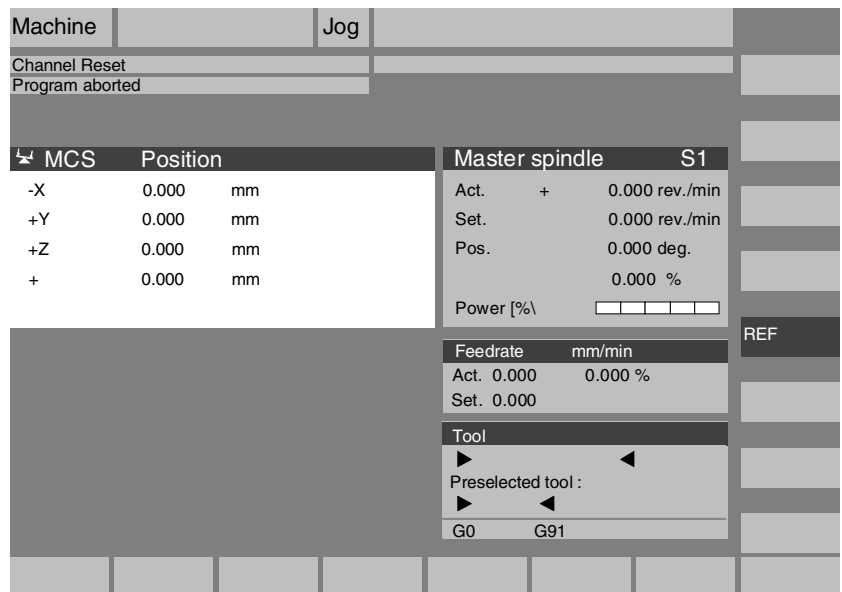 Machine Jog
Channel Reset
Program aborted
MCS Position
-X 0.000 mm
+Y 0.000 mm
+Z 0.000 mm
+ 0.000 mm
Master spindle S1
Act. + 0.000 rev./min
Set. 0.000 rev./min
Pos. 0.000 deg.
0.000 %
Power [%\
REF
Feedrate mm/min
Act. 0.000 0.000 %
Set. 0.000
Tool
Preselected tool :
G0 G91